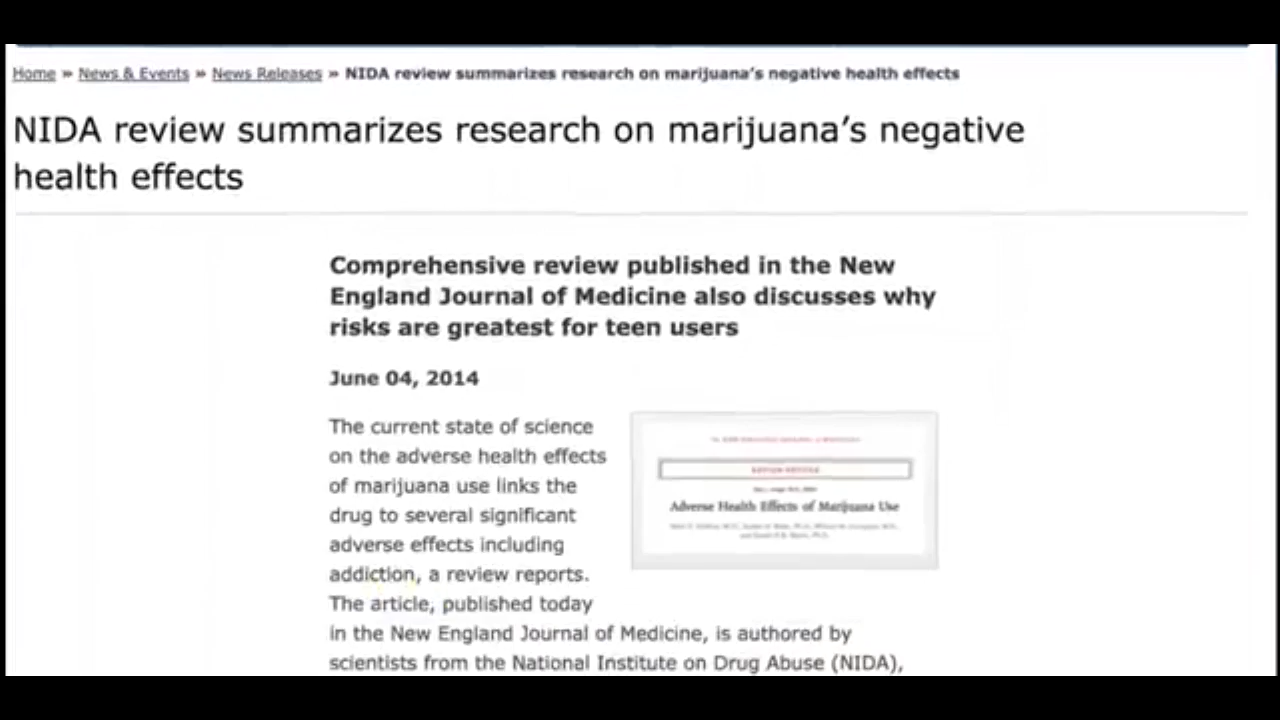 Home » News & Events » News Releases » NIDA review summarizes research on marijuana's negative health effects
NIDA review summarizes research on marijuana's negative
health effects
Comprehensive review published in the New
England Journal of Medicine also discusses why
risks are greatest for teen users
June 04, 2014
The current state of science
on the adverse health effects
of marijuana use links the
drug to several significant
adverse effects including
addiction, a review reports.
The article, published today
in the New England Journal of Medicine, is authored by
scientists from the National Institute on Drug Abuse (NIDA),
Adverse Health Effects of Marijuana Use